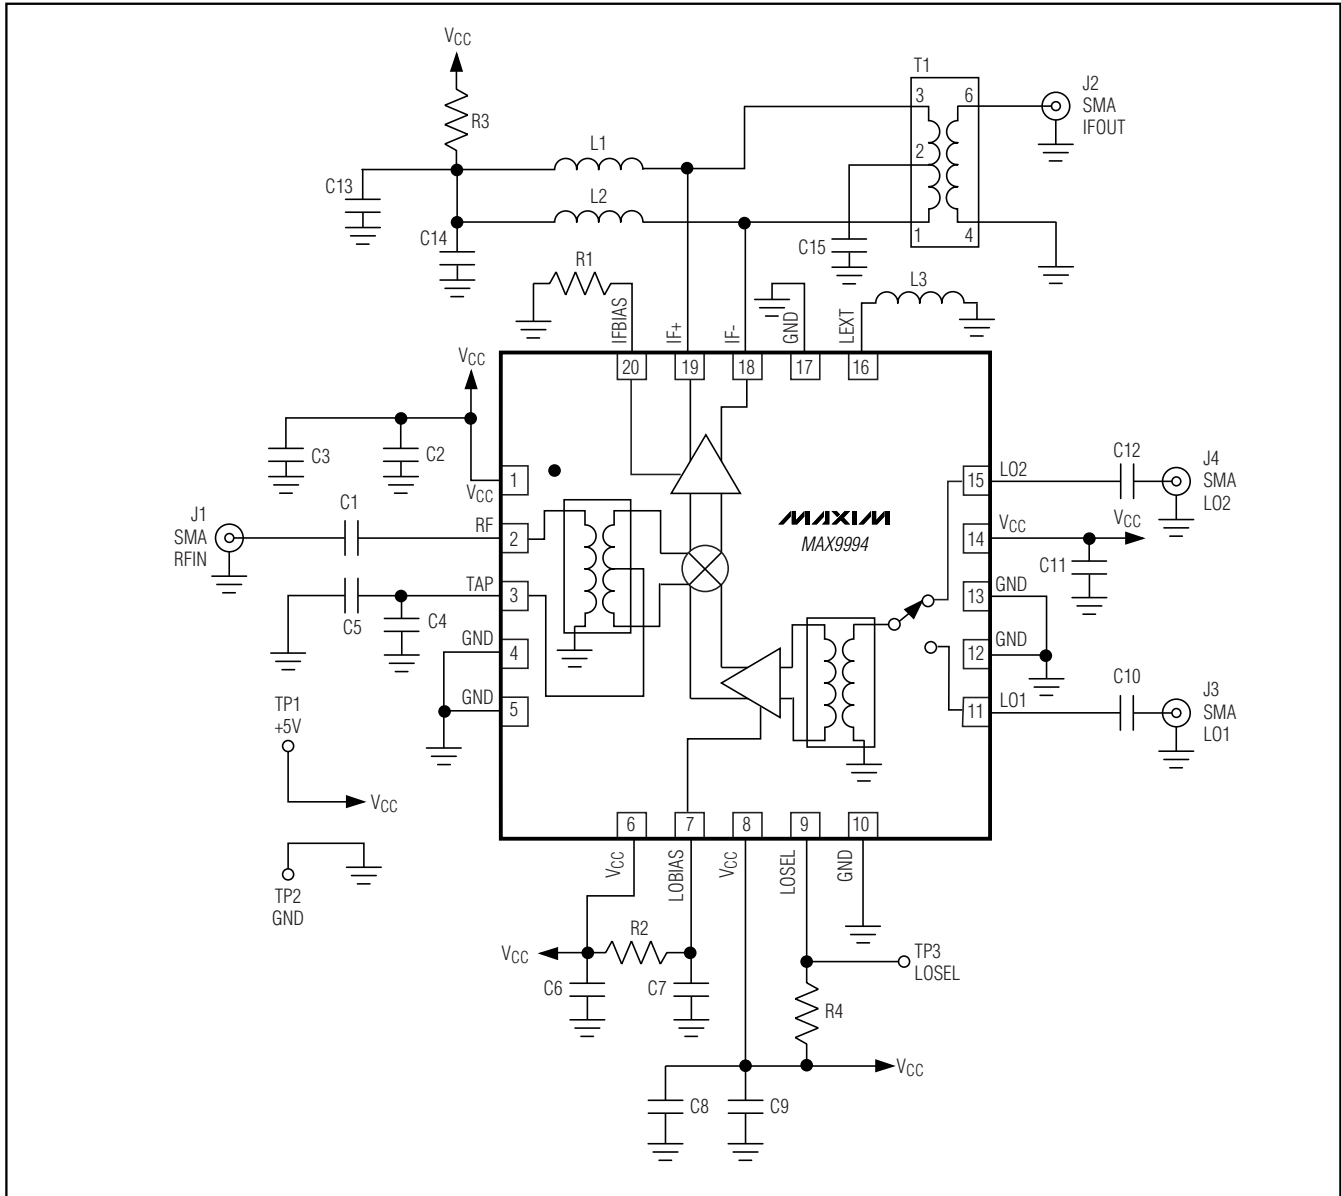 VCC
T1
J2
SMA
IFOUT
3
6
R3
L1
2
C13
L2
C14
1
4
C15
R1
L3
IFBIAS
IF+
IF-
GND
LEXT
20
19
18
17
16
VCC
C3
C2
1
VCC
C12
J4
SMA
LO2
15
LO2
J1
SMA
RFIN
C1
RF
2
MAXIM
MAX9994
14
VCC
VCC
C11
TAP
3
13
GND
C5
C4
GND
4
12
GND
GND
5
11
LO1
C10
J3
SMA
LO1
TP1
+5V
VCC
TP2
GND
6
7
8
9
10
VCC
LOBIAS
VCC
LOSEL
GND
VCC
R2
C6
C7
TP3
LOSEL
R4
VCC
C8
C9